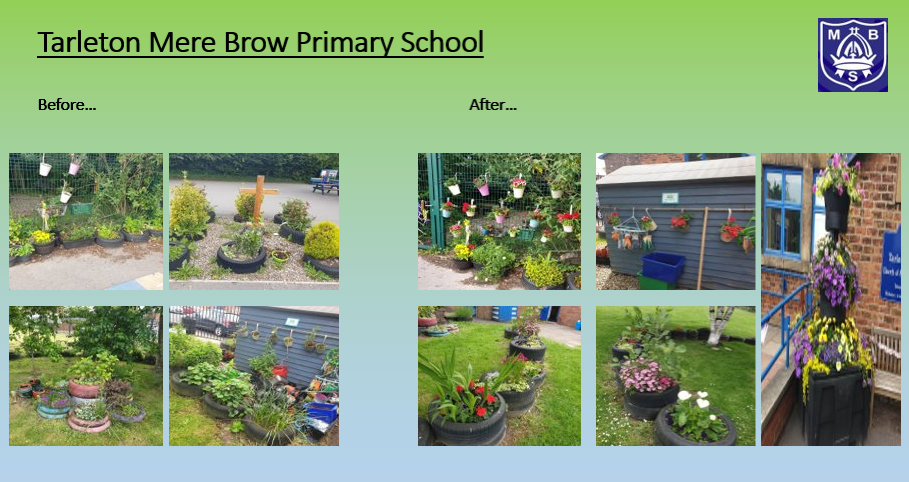 Tarleton Mere Brow Primary School
M B
S
Before...
After...